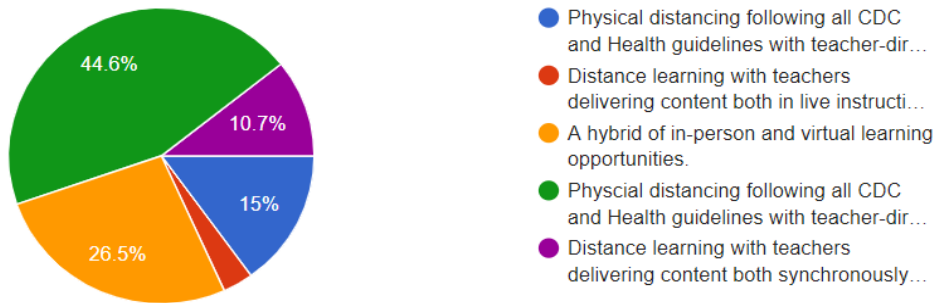 44.6%
10.7%
15%
26.5%
Physical distancing following all CDC
and Health guidelines with teacher-dir…
Distance learning with teachers
delivering content both in live instructi…
A hybrid of in-person and virtual learning
opportunities.
Physcial distancing following all CDC
and Health guidelines with teacher-dir…
Distance learning with teachers
delivering content both synchronously…